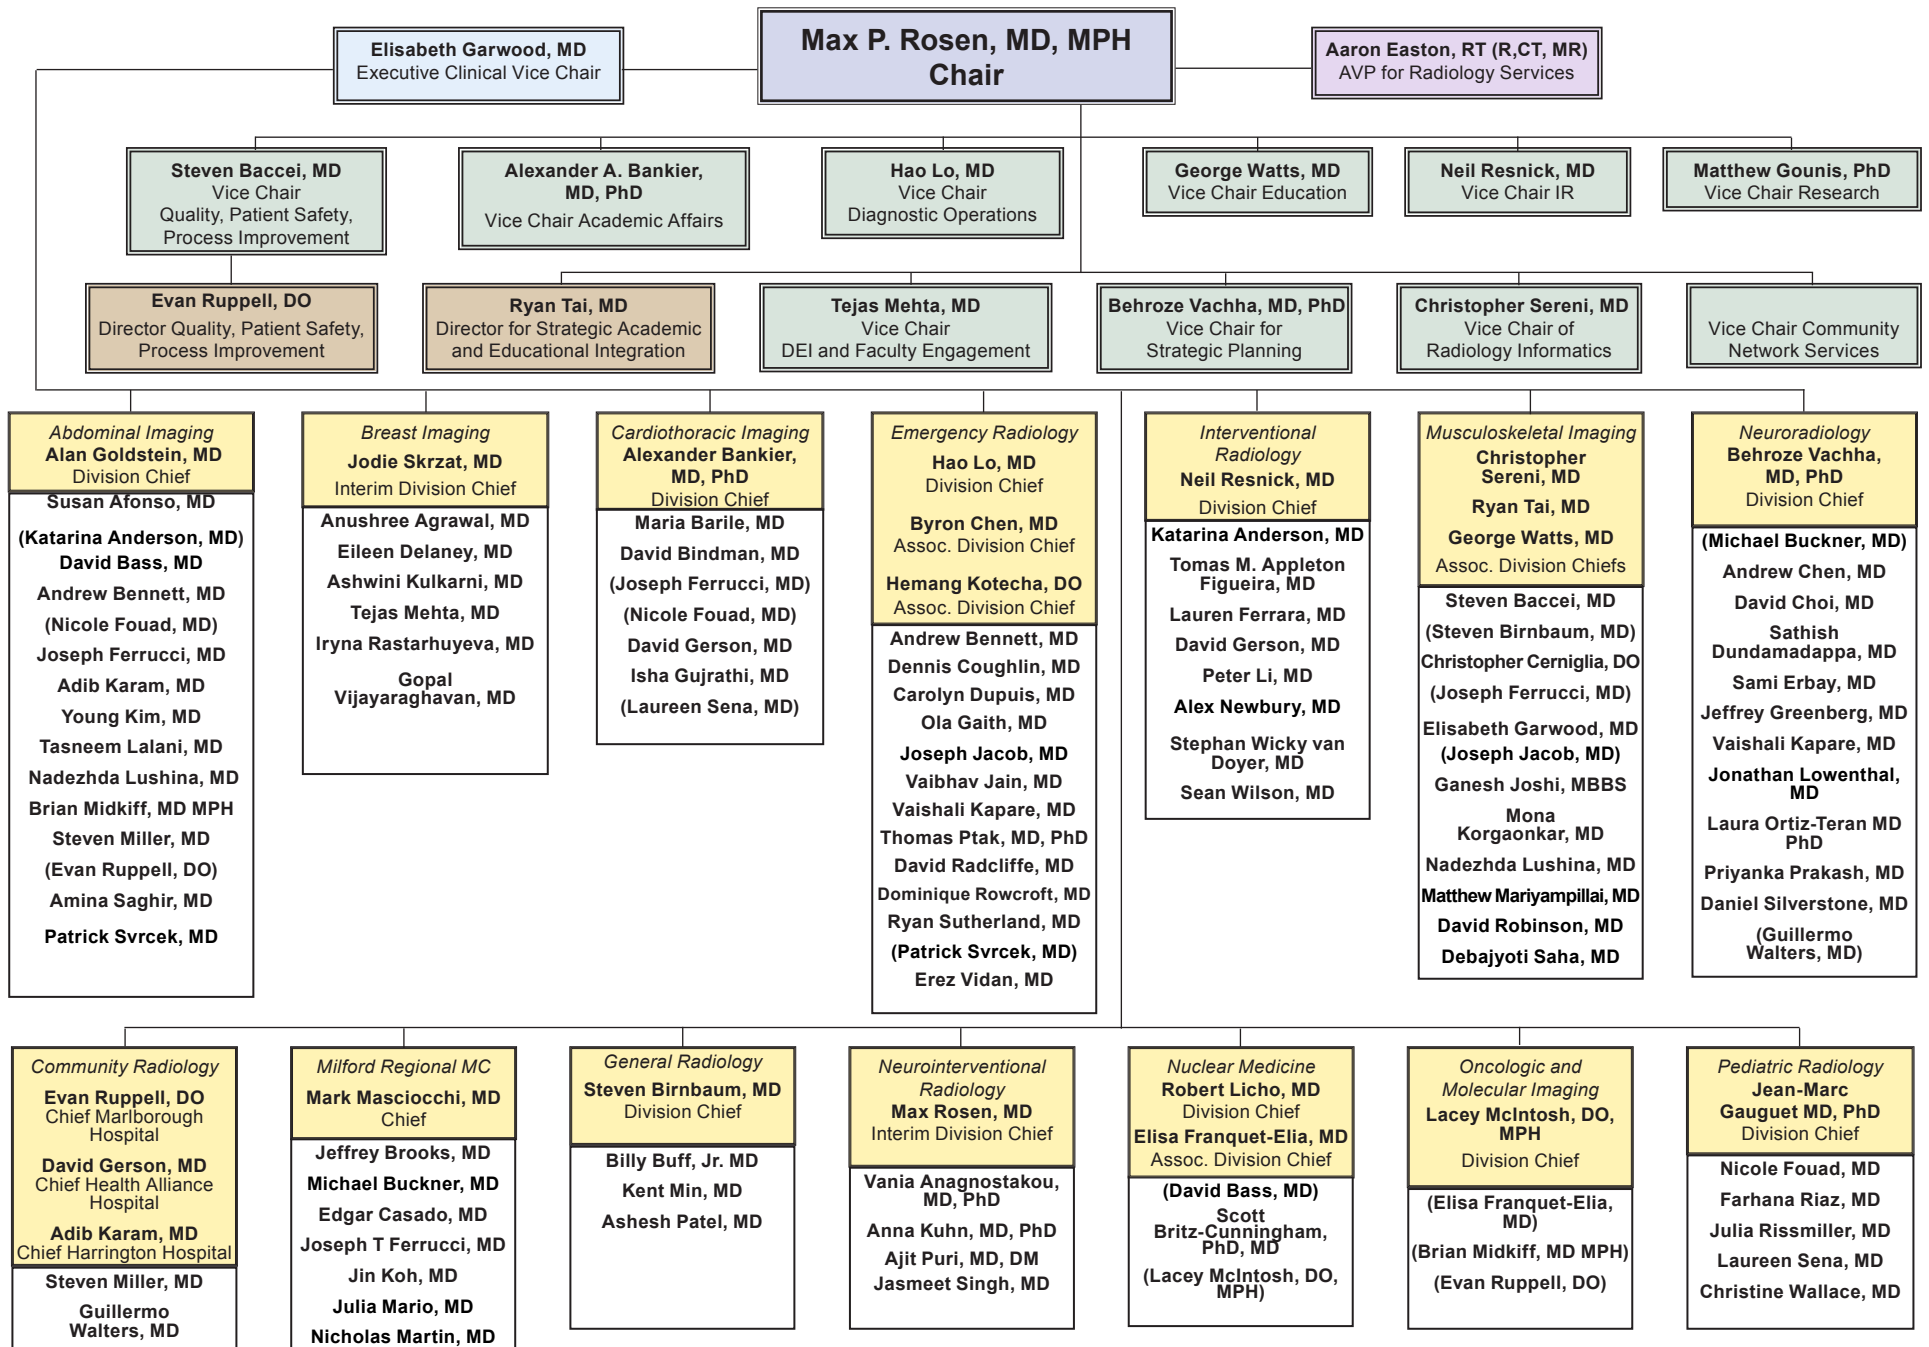 Elisabeth Garwood, MD
Executive Clinical Vice Chair
Max P. Rosen, MD, MPH
Chair
Aaron Easton, RT (R,CT, MR)
AVP for Radiology Services
Steven Baccei, MD
Vice Chair
Quality, Patient Safety,
Process Improvement
Alexander A. Bankier,
MD, PhD
Vice Chair Academic Affairs
Hao Lo, MD
Vice Chair
Diagnostic Operations
George Watts, MD
Vice Chair Education
Neil Resnick, MD
Vice Chair IR
Matthew Gounis, PhD
Vice Chair Research
Evan Ruppell, DO
Director Quality, Patient Safety,
Process Improvement
Ryan Tai, MD
Director for Strategic Academic
and Educational Integration
Tejas Mehta, MD
Vice Chair
DEI and Faculty Engagement
Behroze Vachha, MD, PhD
Vice Chair for
Strategic Planning
Christopher Sereni, MD
Vice Chair of
Radiology Informatics
Vice Chair Community
Network Services
Abdominal Imaging
Alan Goldstein, MD
Division Chief
Susan Afonso, MD
(Katarina Anderson, MD)
David Bass, MD
Andrew Bennett, MD
(Nicole Fouad, MD)
Joseph Ferrucci, MD
Adib Karam, MD
Young Kim, MD
Tasneem Lalani, MD
Nadezhda Lushina, MD
Brian Midkiff, MD MPH
Steven Miller, MD
(Evan Ruppell, DO)
Amina Saghir, MD
Patrick Svrcek, MD
Breast Imaging
Jodie Skrzat, MD
Interim Division Chief
Anushree Agrawal, MD
Eileen Delaney, MD
Ashwini Kulkarni, MD
Tejas Mehta, MD
Iryna Rastarhuyeva, MD
Gopal
Vijayaraghavan, MD
Cardiothoracic Imaging
Alexander Bankier,
MD, PhD
Division Chief
Maria Barile, MD
David Bindman, MD
(Joseph Ferrucci, MD)
(Nicole Fouad, MD)
David Gerson, MD
Isha Gujrathi, MD
(Laureen Sena, MD)
Emergency Radiology
Hao Lo, MD
Division Chief
Byron Chen, MD
Assoc. Division Chief
Hemang Kotecha, DO
Assoc. Division Chief
Andrew Bennett, MD
Dennis Coughlin, MD
Carolyn Dupuis, MD
Ola Gaith, MD
Joseph Jacob, MD
Vaibhav Jain, MD
Vaishali Kapare, MD
Thomas Ptak, MD, PhD
David Radcliffe, MD
Dominique Rowcroft, MD
Ryan Sutherland, MD
(Patrick Svrcek, MD)
Erez Vidan, MD
Interventional
Radiology
Neil Resnick, MD
Division Chief
Katarina Anderson, MD
Tomas M. Appleton
Figueira, MD
Lauren Ferrara, MD
David Gerson, MD
Peter Li, MD
Alex Newbury, MD
Stephan Wicky van
Doyer, MD
Sean Wilson, MD
Musculoskeletal Imaging
Christopher
Sereni, MD
Ryan Tai, MD
George Watts, MD
Assoc. Division Chiefs
Steven Baccei, MD
(Steven Birnbaum, MD)
Christopher Cerniglia, DO
(Joseph Ferrucci, MD)
Elisabeth Garwood, MD
(Joseph Jacob, MD)
Ganesh Joshi, MBBS
Mona
Korgaonkar, MD
Nadezhda Lushina, MD
Matthew Mariyampillai, MD
David Robinson, MD
Debajyoti Saha, MD
Neuroradiology
Behroze Vachha,
MD, PhD
Division Chief
(Michael Buckner, MD)
Andrew Chen, MD
David Choi, MD
Sathish
Dundamadappa, MD
Sami Erbay, MD
Jeffrey Greenberg, MD
Vaishali Kapare, MD
Jonathan Lowenthal,
MD
Laura Ortiz-Teran MD
PhD
Priyanka Prakash, MD
Daniel Silverstone, MD
(Guillermo
Walters, MD)
Community Radiology
Evan Ruppell, DO
Chief Marlborough
Hospital
David Gerson, MD
Chief Health Alliance
Hospital
Adib Karam, MD
Chief Harrington Hospital
Steven Miller, MD
Guillermo
Walters, MD
Milford Regional MC
Mark Masciocchi, MD
Chief
Jeffrey Brooks, MD
Michael Buckner, MD
Edgar Casado, MD
Joseph T Ferrucci, MD
Jin Koh, MD
Julia Mario, MD
Nicholas Martin, MD
General Radiology
Steven Birnbaum, MD
Division Chief
Billy Buff, Jr. MD
Kent Min, MD
Ashesh Patel, MD
Neurointerventional
Radiology
Max Rosen, MD
Interim Division Chief
Vania Anagnostakou,
MD, PhD
Anna Kuhn, MD, PhD
Ajit Puri, MD, DM
Jasmeet Singh, MD
Nuclear Medicine
Robert Licho, MD
Division Chief
Elisa Franquet-Elia, MD
Assoc. Division Chief
(David Bass, MD)
Scott
Britz-Cunningham,
PhD, MD
(Lacey McIntosh, DO,
MPH)
Oncologic and
Molecular Imaging
Lacey McIntosh, DO,
MPH
Division Chief
(Elisa Franquet-Elia,
MD)
(Brian Midkiff, MD MPH)
(Evan Ruppell, DO)
Pediatric Radiology
Jean-Marc
Gauguet MD, PhD
Division Chief
Nicole Fouad, MD
Farhana Riaz, MD
Julia Rissmiller, MD
Laureen Sena, MD
Christine Wallace, MD